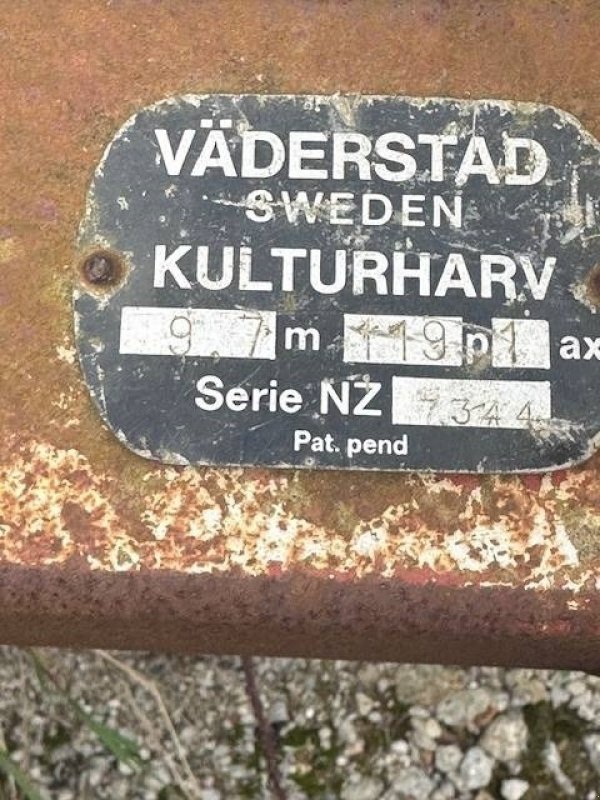 VÄDERSTAD
SWEDEN
KULTURHARV
9,7 m 119 p 1 ax
Serie NZ 7344
Pat. pend